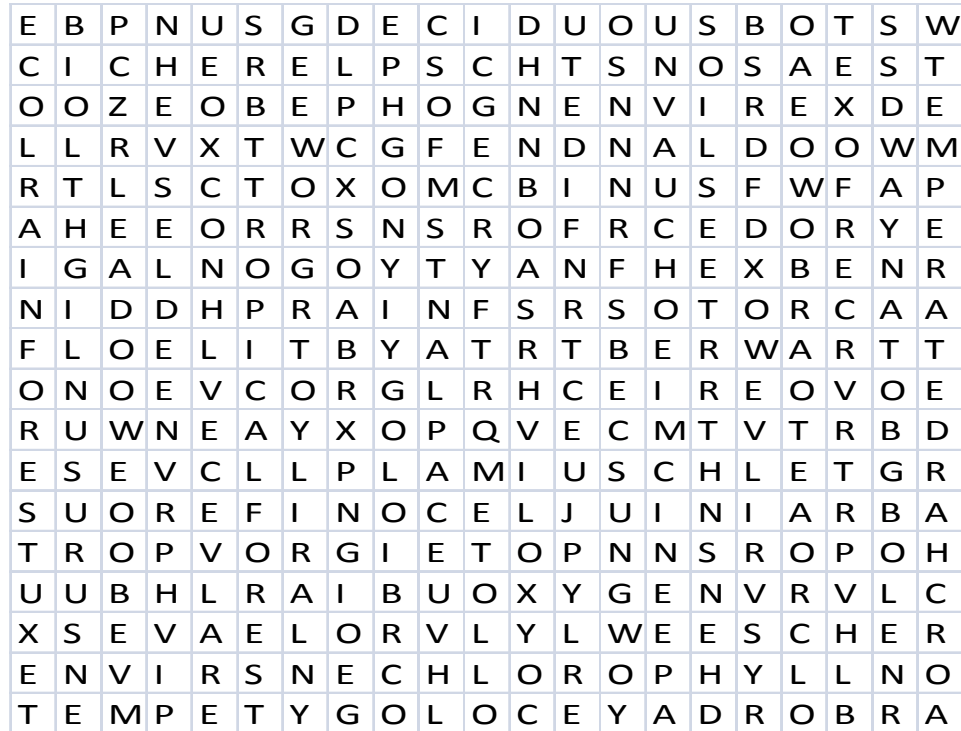 E B P N U S G D E C I D U O U S B O T S W
C I C H E R E L P S C H T S N O S A E S T
O O Z E O B E P H O G N E N V I R E X D E
L L R V X T W C G F E N D N A L D O O W M
R T L S C T O X O M C B I N U S F W F A P
A H E E O R R S N S R O F R C E D O R Y E
I G A L N O G O Y T Y A N F H E X B E N R
N I D D H P R A I N F S R S O T O R C A A
F L O E L I T B Y A T R T B E R W A R T T
O N O E V C O R G L R H C E I R E O V O E
R U W N E A Y X O P Q V E C M T V T R B D
E S E V C L L P L A M I U S C H L E T G R
S U O R E F I N O C E L J U I N I A R B A
T R O P V O R G I E T O P N N S R O P O H
U U B H L R A I B U O X Y G E N V R V L C
X S E V A E L O R V L Y L W E E S C H E R
E N V I R S N E C H L O R O P H Y L L N O
T E M P E T Y G O L O C E Y A D R O B R A